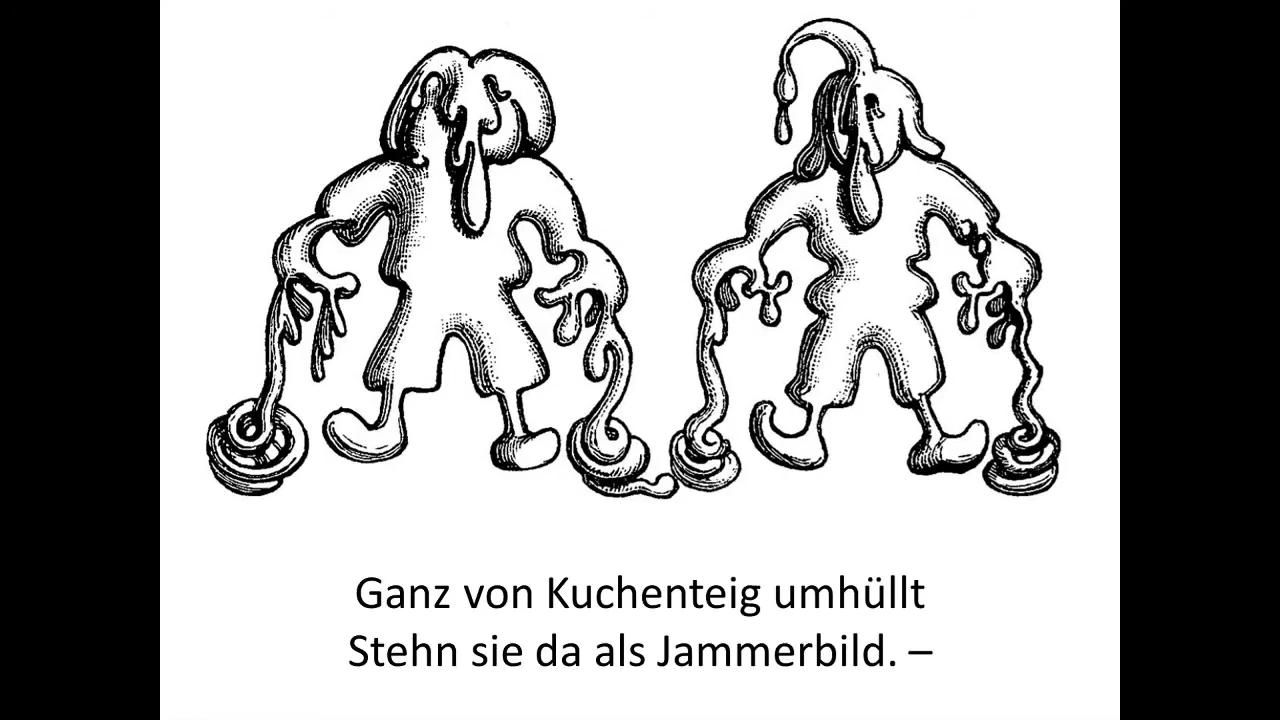 Ganz von Kuchenteig umhüllt
Stehn sie da als Jammerbild. –